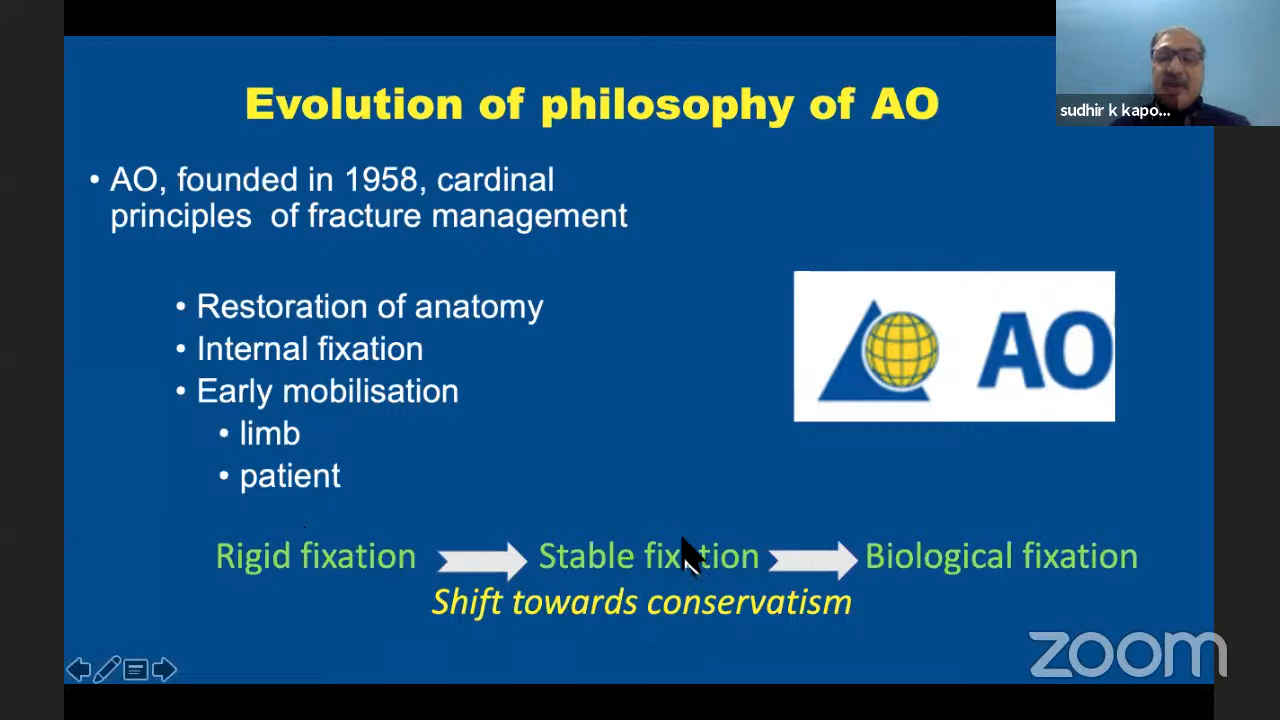 Evolution of philosophy of AO
sudhir k kapo...
• AO, founded in 1958, cardinal
principles of fracture management
• Restoration of anatomy
• Internal fixation
• Early mobilisation
• limb
• patient
AO
Rigid fixation
Stable fixation
Biological fixation
Shift towards conservatism
zoom